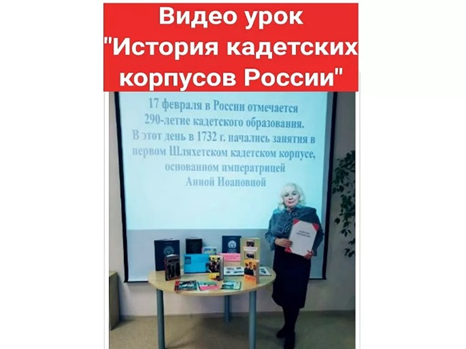 Видео урок
"История кадетских
корпусов России"
17 февраля в России отмечается
290-летие кадетского образования.
В этот день в 1732 г. начались занятия в
первом Шляхетском кадетском корпусе,
основанном императрицей
Анной Иоановной